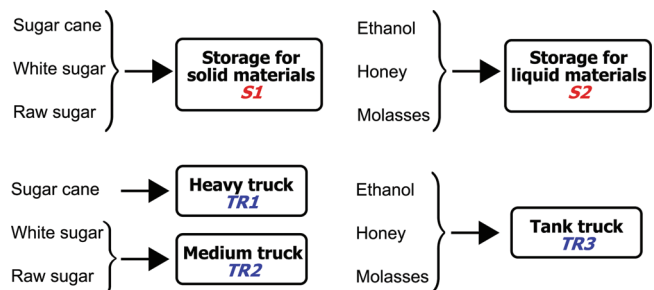 Sugar cane
White sugar
Raw sugar
Storage for
solid materials
S1
Ethanol
Honey
Molasses
Storage for
liquid materials
S2
Sugar cane
Heavy truck
TR1
White sugar
Raw sugar
Medium truck
TR2
Ethanol
Honey
Molasses
Tank truck
TR3